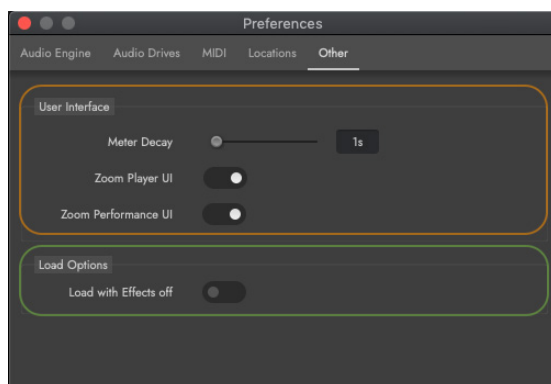 Preferences
Audio Engine Audio Drives MIDI Locations Other
User Interface
Meter Decay 1s
Zoom Player UI
Zoom Performance UI
Load Options
Load with Effects off